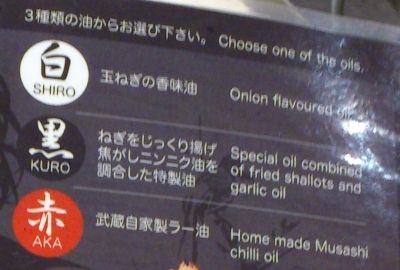 3種類の油からお選び下さい。 Choose one of the oils.
白
SHIRO
玉ねぎの香味油
Onion flavoured oil
黒
KURO
ねぎをじっくり揚げ
焦がしニンニク油を
調合した特製油
Special oil combined
of fried shallots and
garlic oil
赤
AKA
武蔵自家製ラー油
Home made Musashi
chilli oil